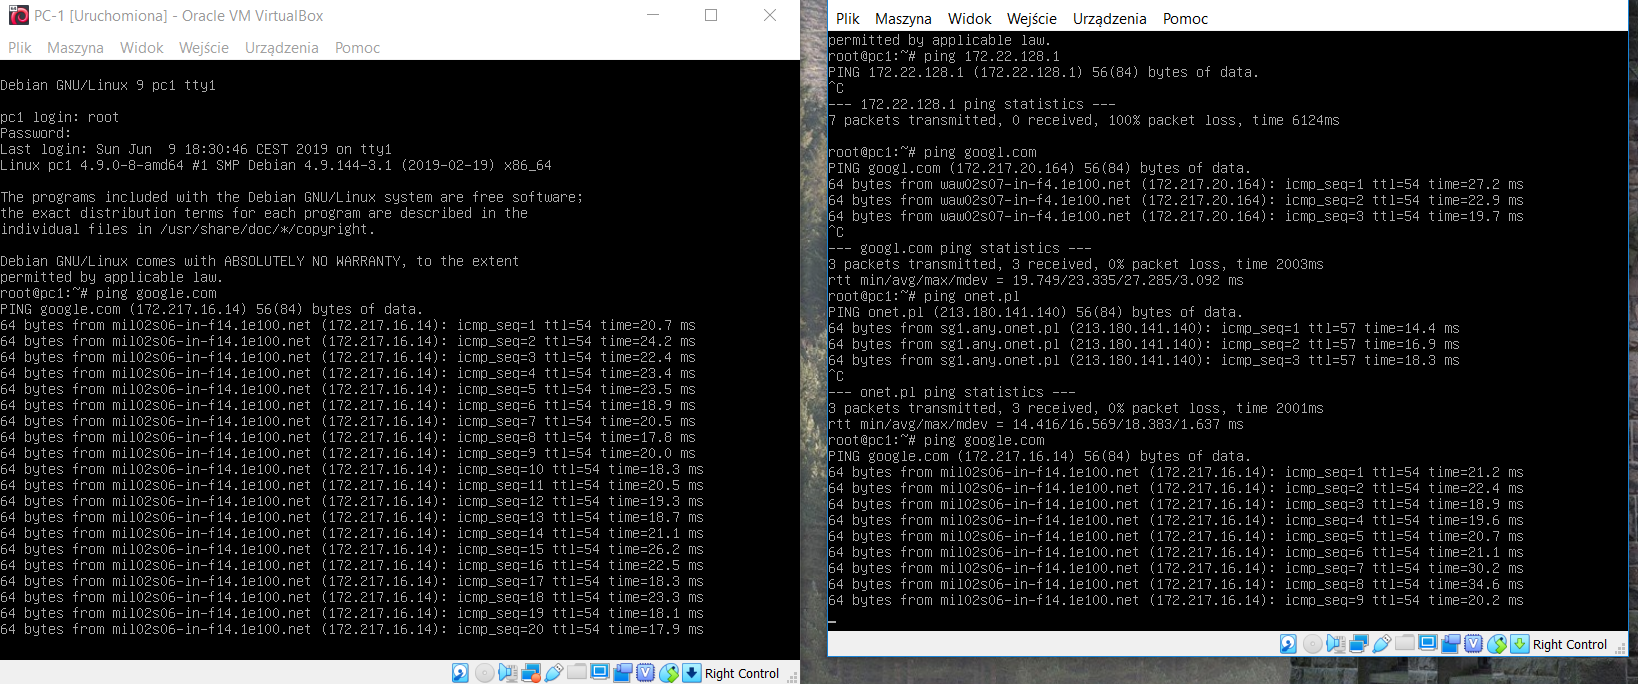 PC-1 [Uruchomiona] - Oracle VM VirtualBox
Plik Maszyna Widok Wejście Urządzenia Pomoc
Debian GNU/Linux 9 pc1 tty1
pc1 login: root
Password:
Last login: Sun Jun  9 18:30:46 CEST 2019 on tty1
Linux pc1 4.9.0-8-amd64 #1 SMP Debian 4.9.144-3.1 (2019-02-19) x86_64
The programs included with the Debian GNU/Linux system are free software;
the exact distribution terms for each program are described in the
individual files in /usr/share/doc/*/copyright.
Debian GNU/Linux comes with ABSOLUTELY NO WARRANTY, to the extent
permitted by applicable law.
root@pc1:~# ping google.com
PING google.com (172.217.16.14) 56(84) bytes of data.
64 bytes from mil02s06-in-f14.1e100.net (172.217.16.14): icmp_seq=1 ttl=54 time=20.7 ms
64 bytes from mil02s06-in-f14.1e100.net (172.217.16.14): icmp_seq=2 ttl=54 time=24.2 ms
64 bytes from mil02s06-in-f14.1e100.net (172.217.16.14): icmp_seq=3 ttl=54 time=22.4 ms
64 bytes from mil02s06-in-f14.1e100.net (172.217.16.14): icmp_seq=4 ttl=54 time=23.4 ms
64 bytes from mil02s06-in-f14.1e100.net (172.217.16.14): icmp_seq=5 ttl=54 time=23.5 ms
64 bytes from mil02s06-in-f14.1e100.net (172.217.16.14): icmp_seq=6 ttl=54 time=18.9 ms
64 bytes from mil02s06-in-f14.1e100.net (172.217.16.14): icmp_seq=7 ttl=54 time=20.5 ms
64 bytes from mil02s06-in-f14.1e100.net (172.217.16.14): icmp_seq=8 ttl=54 time=17.8 ms
64 bytes from mil02s06-in-f14.1e100.net (172.217.16.14): icmp_seq=9 ttl=54 time=20.0 ms
64 bytes from mil02s06-in-f14.1e100.net (172.217.16.14): icmp_seq=10 ttl=54 time=18.3 ms
64 bytes from mil02s06-in-f14.1e100.net (172.217.16.14): icmp_seq=11 ttl=54 time=20.5 ms
64 bytes from mil02s06-in-f14.1e100.net (172.217.16.14): icmp_seq=12 ttl=54 time=19.3 ms
64 bytes from mil02s06-in-f14.1e100.net (172.217.16.14): icmp_seq=13 ttl=54 time=18.7 ms
64 bytes from mil02s06-in-f14.1e100.net (172.217.16.14): icmp_seq=14 ttl=54 time=21.1 ms
64 bytes from mil02s06-in-f14.1e100.net (172.217.16.14): icmp_seq=15 ttl=54 time=26.2 ms
64 bytes from mil02s06-in-f14.1e100.net (172.217.16.14): icmp_seq=16 ttl=54 time=22.5 ms
64 bytes from mil02s06-in-f14.1e100.net (172.217.16.14): icmp_seq=17 ttl=54 time=18.3 ms
64 bytes from mil02s06-in-f14.1e100.net (172.217.16.14): icmp_seq=18 ttl=54 time=23.3 ms
64 bytes from mil02s06-in-f14.1e100.net (172.217.16.14): icmp_seq=19 ttl=54 time=18.1 ms
64 bytes from mil02s06-in-f14.1e100.net (172.217.16.14): icmp_seq=20 ttl=54 time=17.9 ms
Right Control
Plik Maszyna Widok Wejście Urządzenia Pomoc
permitted by applicable law.
root@pc1:~# ping 172.22.128.1
PING 172.22.128.1 (172.22.128.1) 56(84) bytes of data.
^C
--- 172.22.128.1 ping statistics ---
7 packets transmitted, 0 received, 100% packet loss, time 6124ms
root@pc1:~# ping googl.com
PING googl.com (172.217.20.164) 56(84) bytes of data.
64 bytes from waw02s07-in-f4.1e100.net (172.217.20.164): icmp_seq=1 ttl=54 time=27.2 ms
64 bytes from waw02s07-in-f4.1e100.net (172.217.20.164): icmp_seq=2 ttl=54 time=22.9 ms
64 bytes from waw02s07-in-f4.1e100.net (172.217.20.164): icmp_seq=3 ttl=54 time=19.7 ms
^C
--- googl.com ping statistics ---
3 packets transmitted, 3 received, 0% packet loss, time 2003ms
rtt min/avg/max/mdev = 19.749/23.335/27.285/3.092 ms
root@pc1:~# ping onet.pl
PING onet.pl (213.180.141.140) 56(84) bytes of data.
64 bytes from sg1.any.onet.pl (213.180.141.140): icmp_seq=1 ttl=57 time=14.4 ms
64 bytes from sg1.any.onet.pl (213.180.141.140): icmp_seq=2 ttl=57 time=16.9 ms
64 bytes from sg1.any.onet.pl (213.180.141.140): icmp_seq=3 ttl=57 time=18.3 ms
^C
--- onet.pl ping statistics ---
3 packets transmitted, 3 received, 0% packet loss, time 2001ms
rtt min/avg/max/mdev = 14.416/16.569/18.383/1.637 ms
root@pc1:~# ping google.com
PING google.com (172.217.16.14) 56(84) bytes of data.
64 bytes from mil02s06-in-f14.1e100.net (172.217.16.14): icmp_seq=1 ttl=54 time=21.2 ms
64 bytes from mil02s06-in-f14.1e100.net (172.217.16.14): icmp_seq=2 ttl=54 time=22.4 ms
64 bytes from mil02s06-in-f14.1e100.net (172.217.16.14): icmp_seq=3 ttl=54 time=18.9 ms
64 bytes from mil02s06-in-f14.1e100.net (172.217.16.14): icmp_seq=4 ttl=54 time=19.6 ms
64 bytes from mil02s06-in-f14.1e100.net (172.217.16.14): icmp_seq=5 ttl=54 time=20.7 ms
64 bytes from mil02s06-in-f14.1e100.net (172.217.16.14): icmp_seq=6 ttl=54 time=21.1 ms
64 bytes from mil02s06-in-f14.1e100.net (172.217.16.14): icmp_seq=7 ttl=54 time=30.2 ms
64 bytes from mil02s06-in-f14.1e100.net (172.217.16.14): icmp_seq=8 ttl=54 time=34.6 ms
64 bytes from mil02s06-in-f14.1e100.net (172.217.16.14): icmp_seq=9 ttl=54 time=20.2 ms
Right Control